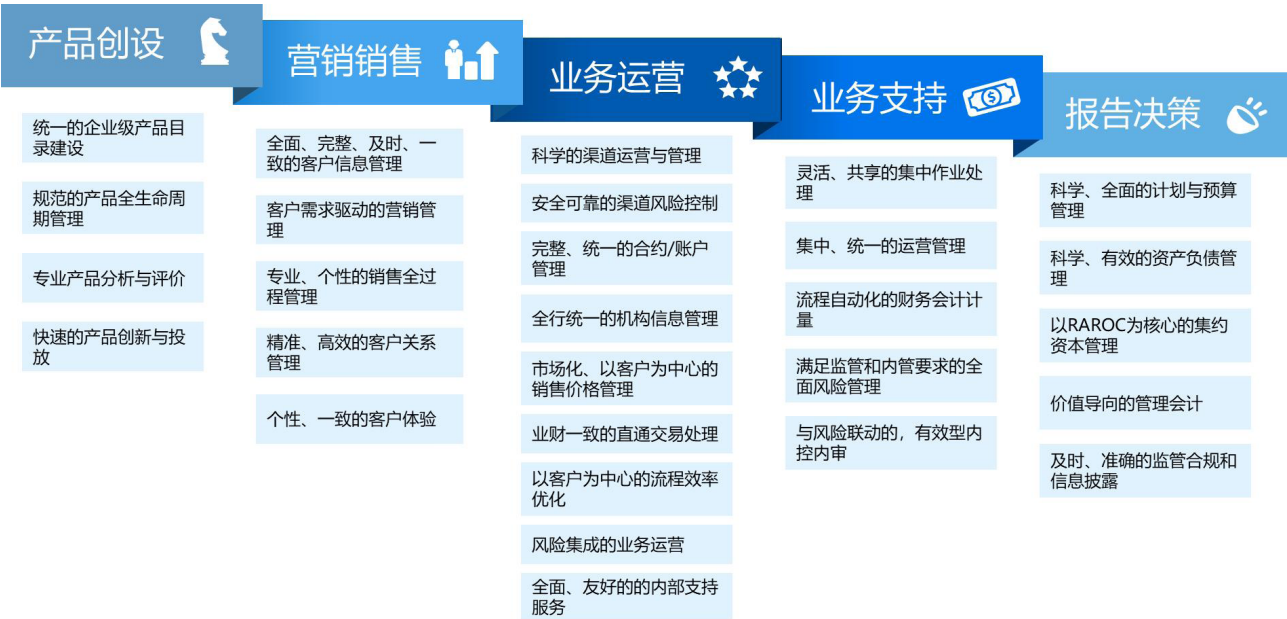 产品创设
统一的企业级产品目
录建设
规范的产品全生命周
期管理
专业产品分析与评价
快速的产品创新与投
放
营销销售
全面、完整、及时、一
致的客户信息管理
客户需求驱动的营销管
理
专业、个性的销售全过
程管理
精准、高效的客户关系
管理
个性、一致的客户体验
业务运营
科学的渠道运营与管理
安全可靠的渠道风险控制
完整、统一的合约/账户
管理
全行统一的机构信息管理
市场化、以客户为中心的
销售价格管理
业财一致的直通交易处理
以客户为中心的流程效率
优化
风险集成的业务运营
全面、友好的的内部支持
服务
业务支持
灵活、共享的集中作业处
理
集中、统一的运营管理
流程自动化的财务会计计
量
满足监管和内管要求的全
面风险管理
与风险联动的，有效型内
控内审
报告决策
科学、全面的计划与预算
管理
科学、有效的资产负债管
理
以RAROC为核心的集约
资本管理
价值导向的管理会计
及时、准确的监管合规和
信息披露